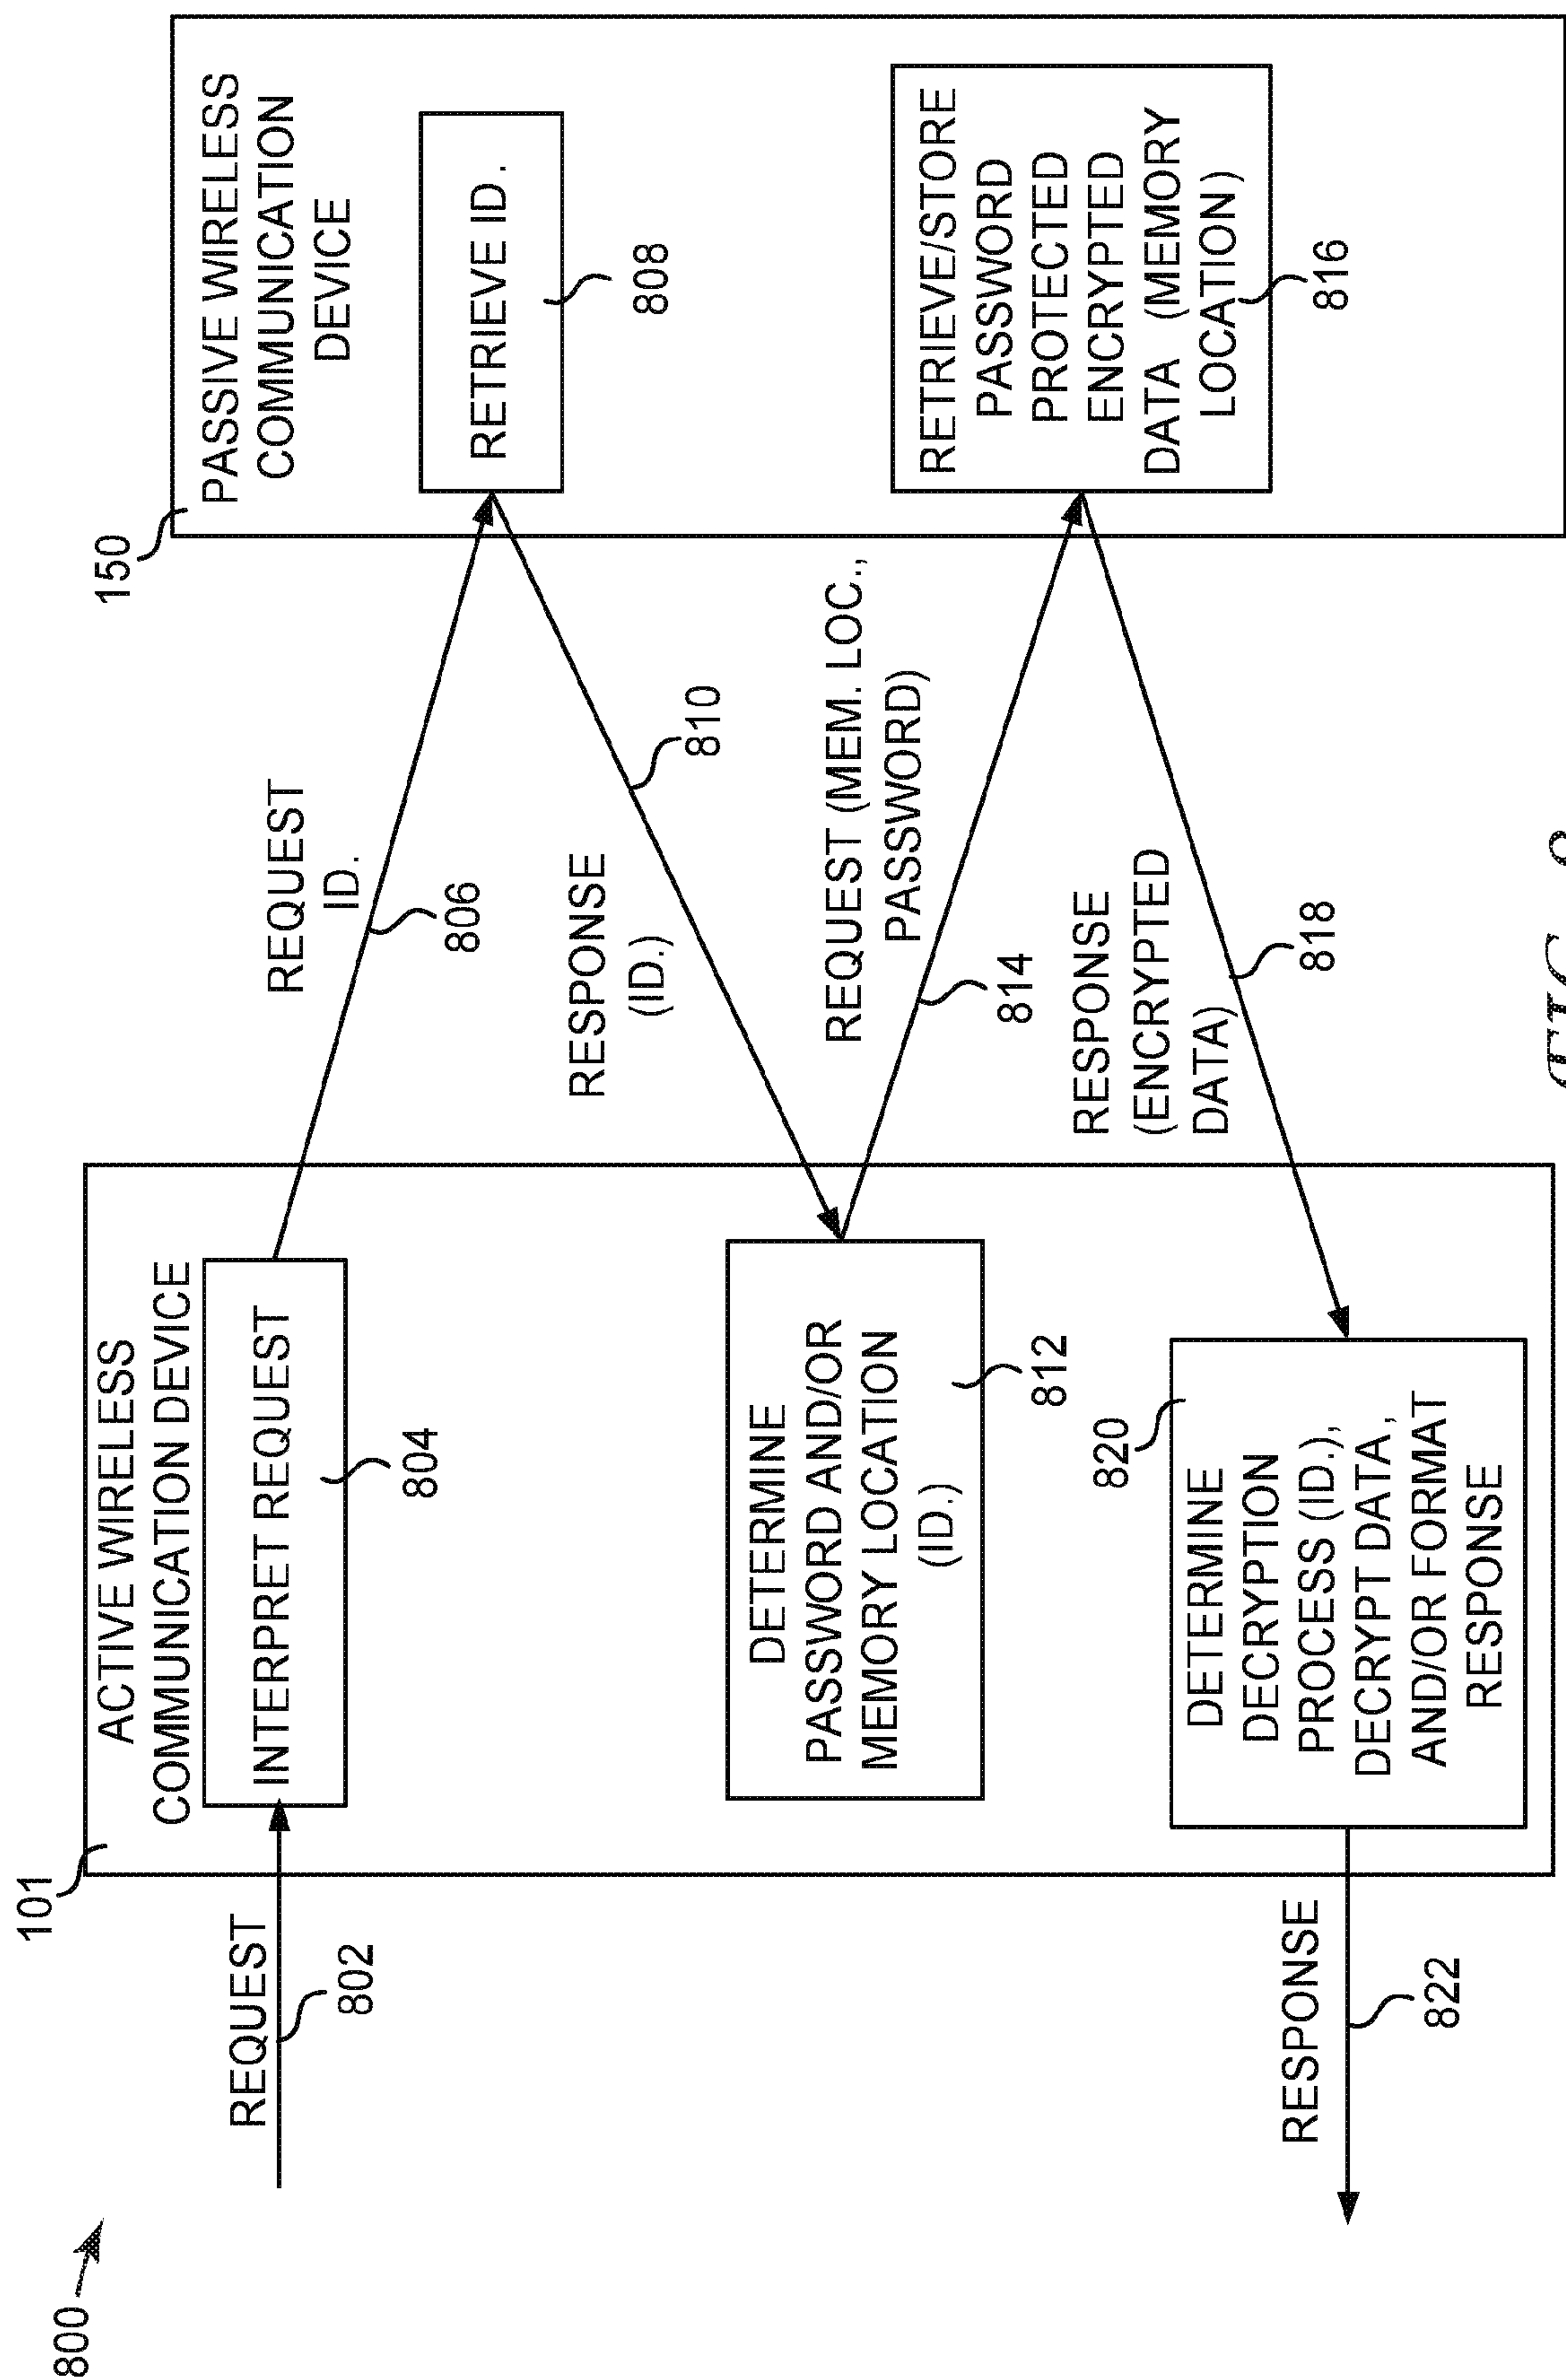 800
101
150
ACTIVE WIRELESS
COMMUNICATION DEVICE
PASSIVE WIRELESS
COMMUNICATION
DEVICE
REQUEST
802
INTERPRET REQUEST
804
REQUEST
ID.
806
RETRIEVE ID.
808
RESPONSE
(ID.)
810
DETERMINE
PASSWORD AND/OR
MEMORY LOCATION
(ID.)
812
REQUEST (MEM. LOC.,
PASSWORD)
814
RETRIEVE/STORE
PASSWORD
PROTECTED
ENCRYPTED
DATA (MEMORY
LOCATION)
816
RESPONSE
(ENCRYPTED
DATA)
818
820
DETERMINE
DECRYPTION
PROCESS (ID.),
DECRYPT DATA,
AND/OR FORMAT
RESPONSE
RESPONSE
822